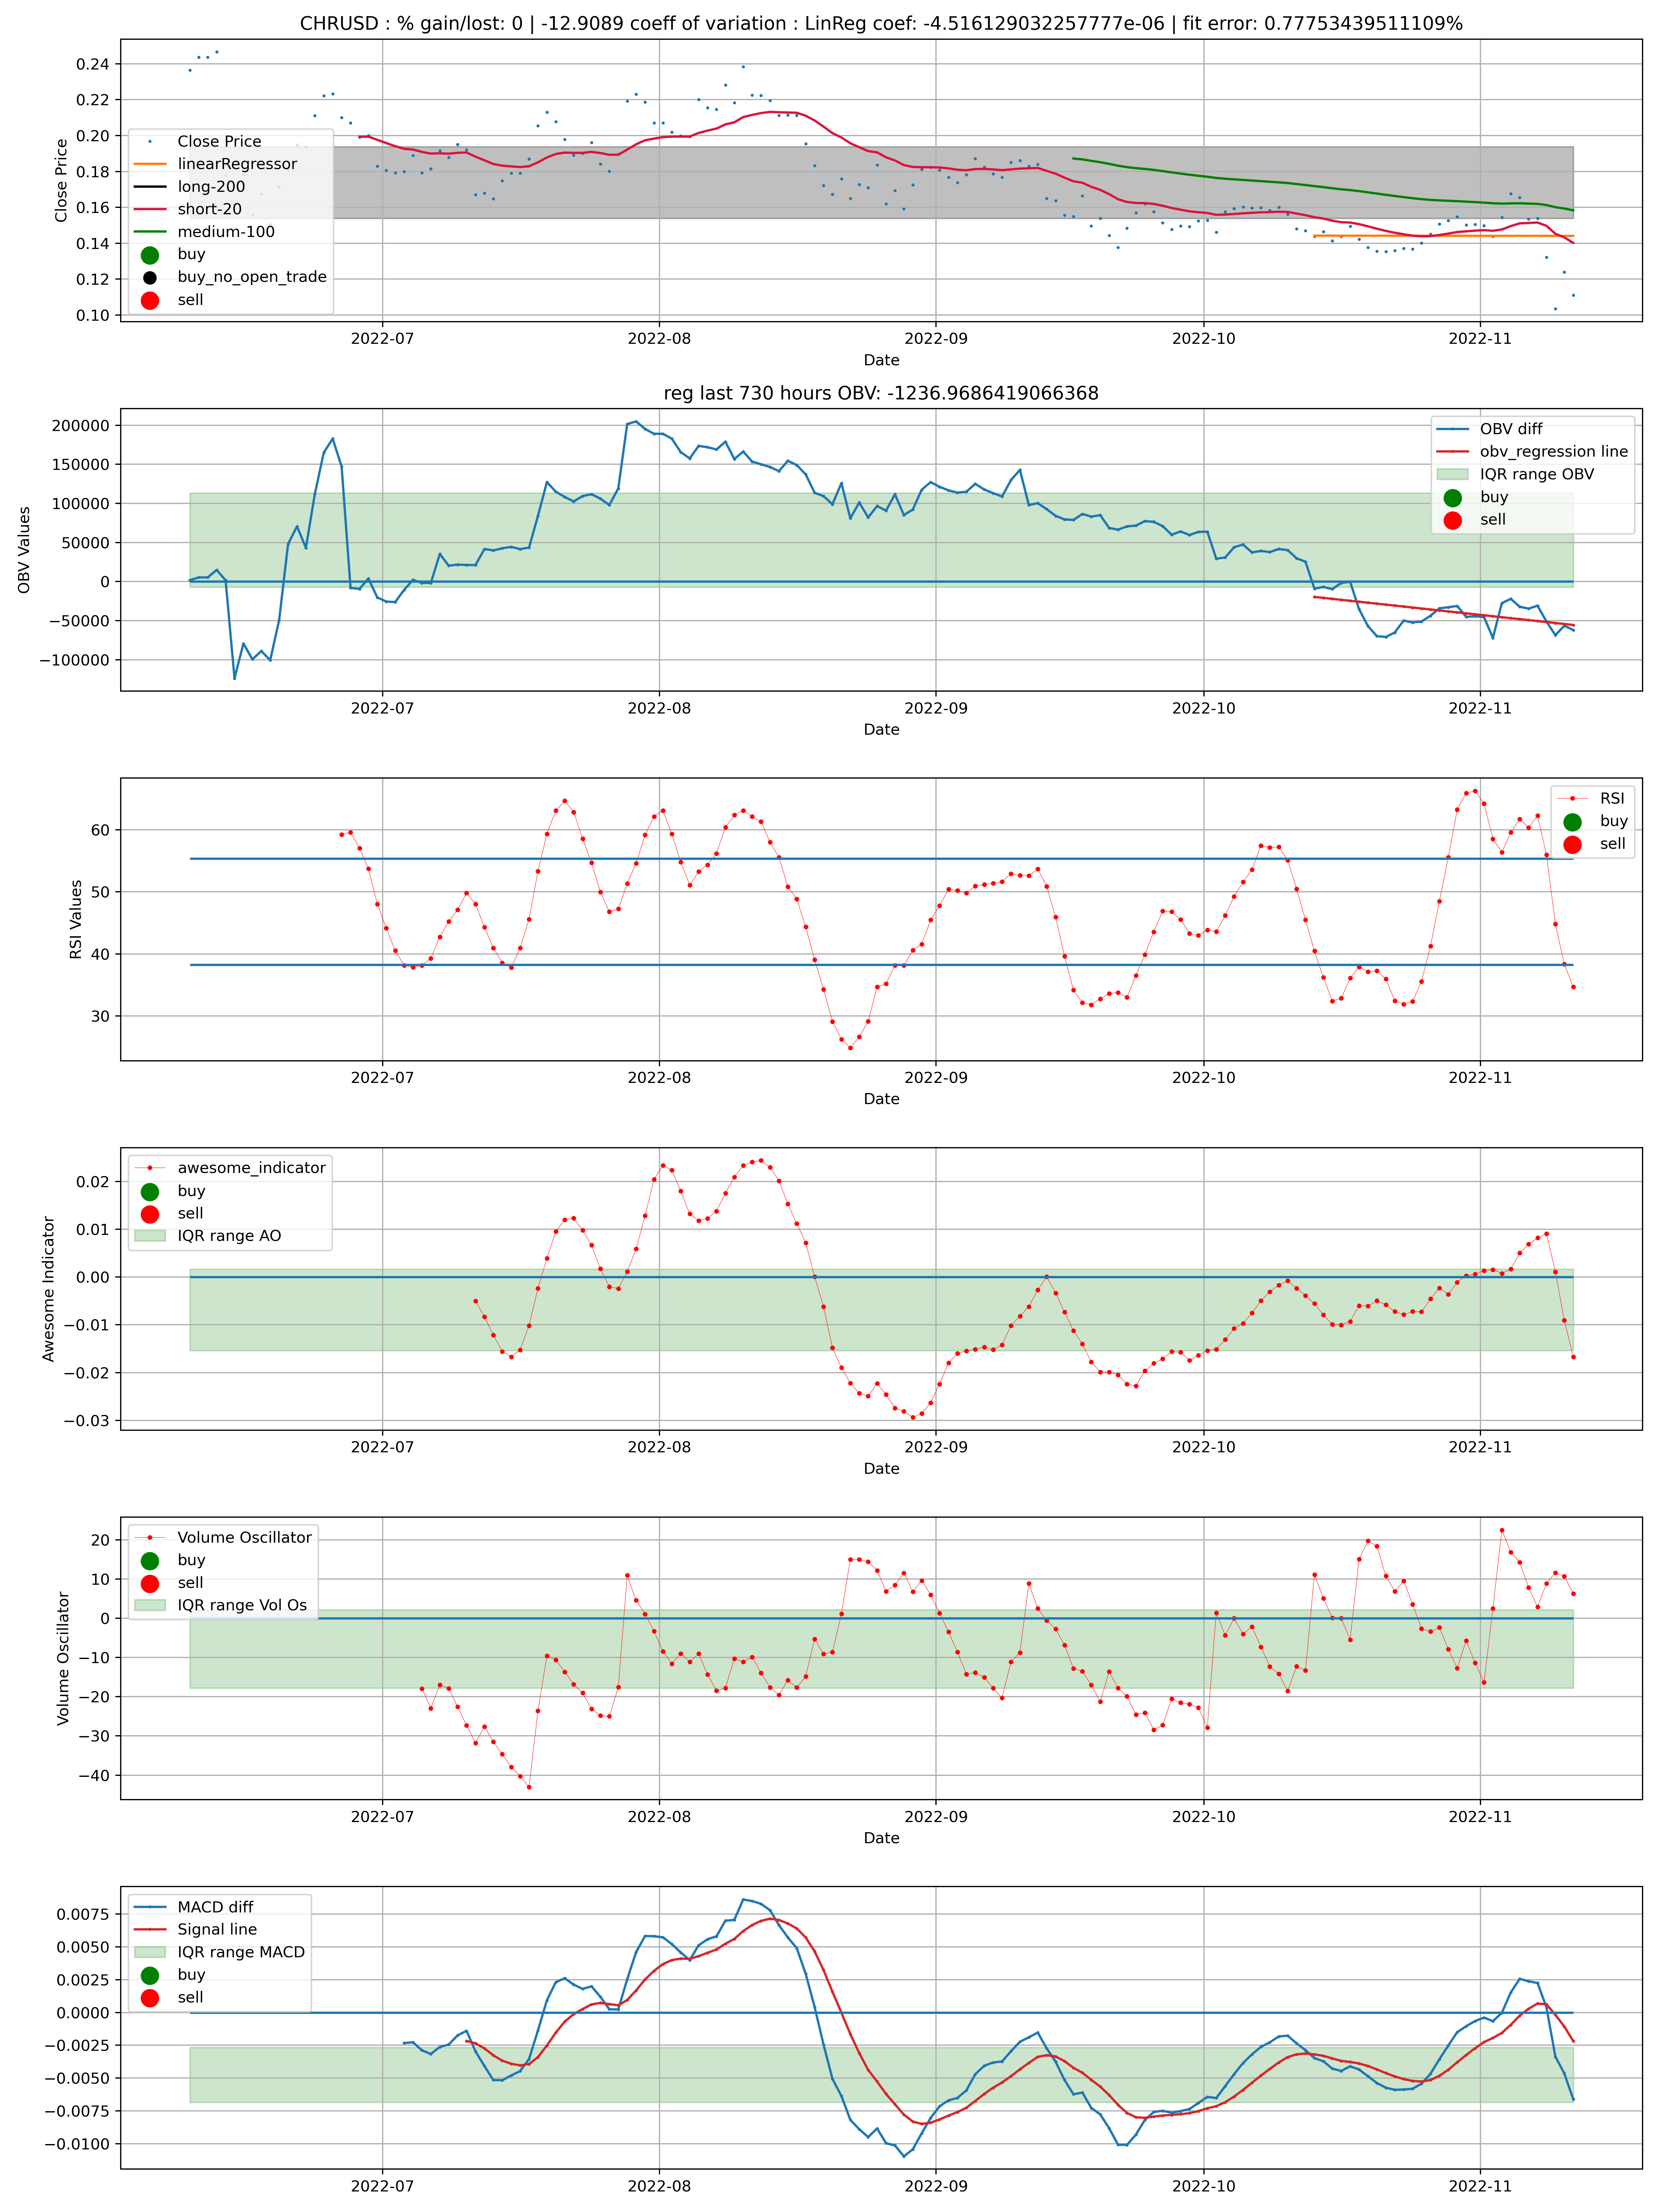 CHRUSD : % gain/lost: 0 | -12.9089 coeff of variation : LinReg coef: -4.516129032257777e-06 | fit error: 0.77753439511109%
Close Price
0.24
0.22
0.20
0.18
0.16
0.14
0.12
0.10
Close Price
linearRegressor
long-200
short-20
medium-100
buy
buy_no_open_trade
sell
2022-07
2022-08
2022-09
2022-10
2022-11
Date
reg last 730 hours OBV: -1236.9686419066368
OBV Values
200000
150000
100000
50000
0
−50000
−100000
OBV diff
obv_regression line
IQR range OBV
buy
sell
2022-07
2022-08
2022-09
2022-10
2022-11
Date
RSI Values
60
50
40
30
RSI
buy
sell
2022-07
2022-08
2022-09
2022-10
2022-11
Date
Awesome Indicator
0.02
0.01
0.00
−0.01
−0.02
−0.03
awesome_indicator
buy
sell
IQR range AO
2022-07
2022-08
2022-09
2022-10
2022-11
Date
Volume Oscillator
20
10
0
−10
−20
−30
−40
Volume Oscillator
buy
sell
IQR range Vol Os
2022-07
2022-08
2022-09
2022-10
2022-11
Date
0.0075
0.0050
0.0025
0.0000
−0.0025
−0.0050
−0.0075
−0.0100
MACD diff
Signal line
IQR range MACD
buy
sell
2022-07
2022-08
2022-09
2022-10
2022-11